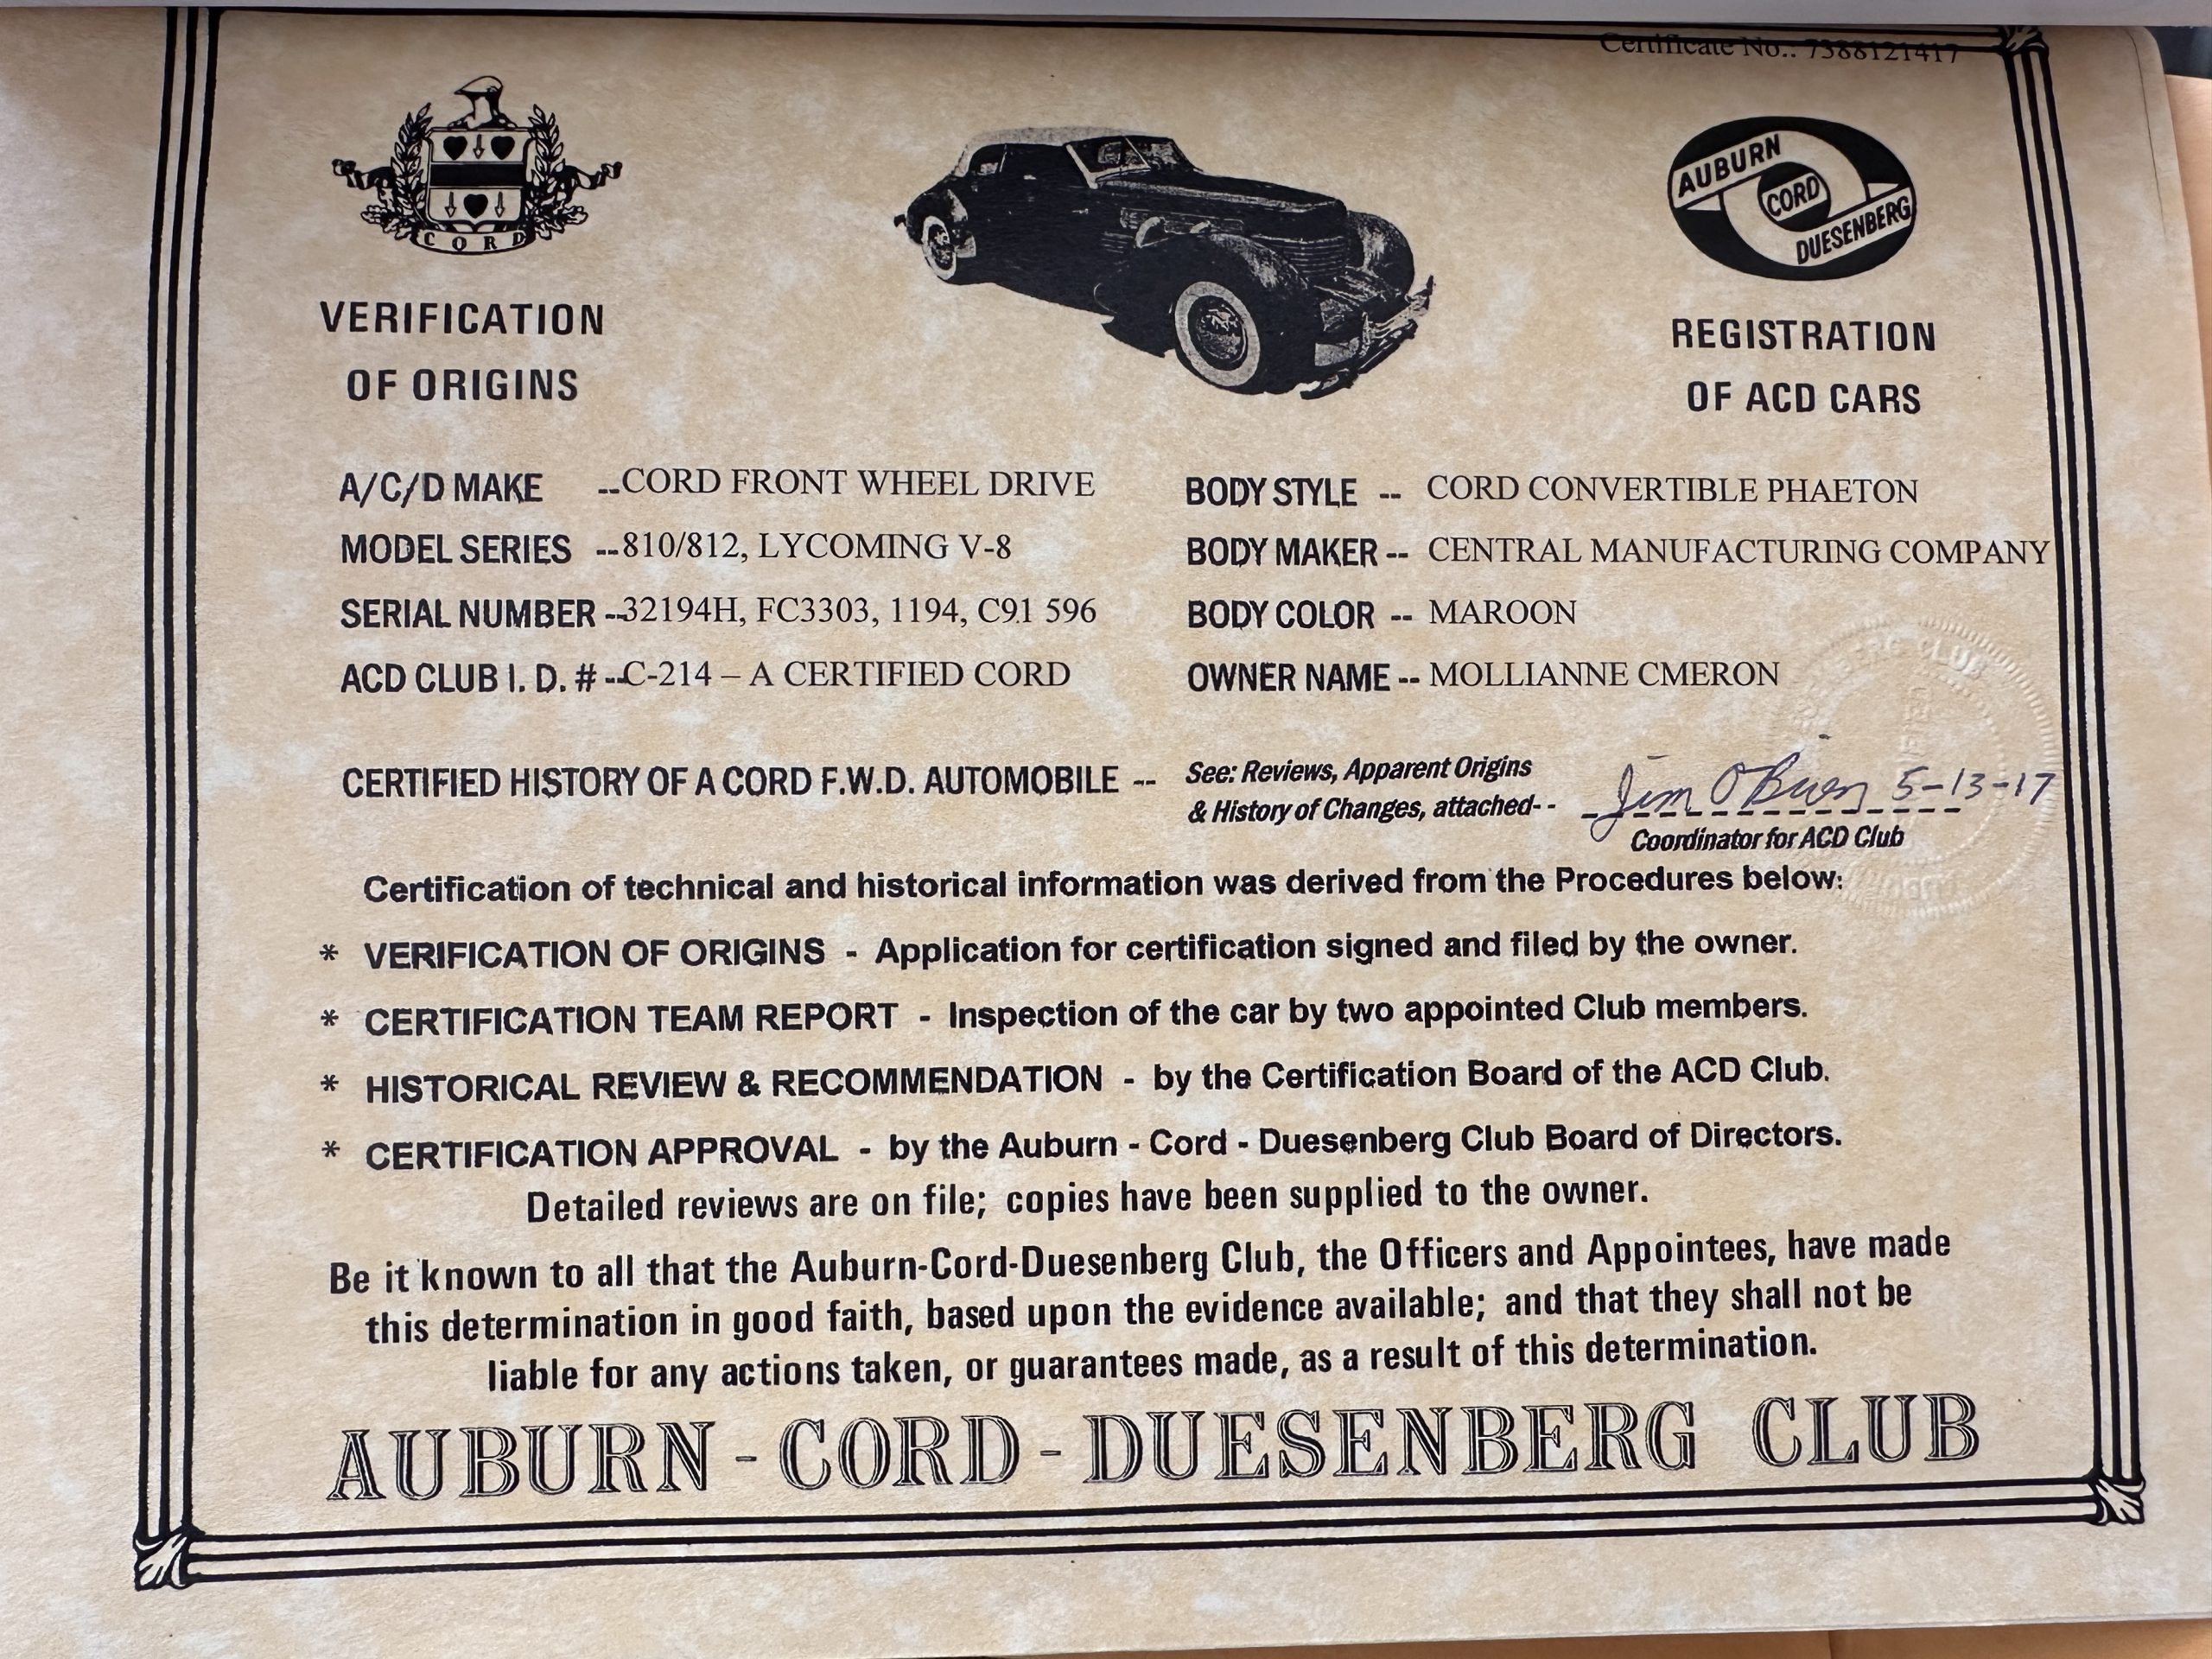 Certificate No.: 7388121417
CORD
AUBURN
CORD
DUESENBERG
VERIFICATION
OF ORIGINS
REGISTRATION
OF ACD CARS
A/C/D MAKE --CORD FRONT WHEEL DRIVE
BODY STYLE -- CORD CONVERTIBLE PHAETON
MODEL SERIES --810/812, LYCOMING V-8
BODY MAKER -- CENTRAL MANUFACTURING COMPANY
SERIAL NUMBER --32194H, FC3303, 1194, C91 596
BODY COLOR -- MAROON
ACD CLUB I. D. # --C-214 – A CERTIFIED CORD
OWNER NAME -- MOLLIANNE CMERON
CERTIFIED HISTORY OF A CORD F.W.D. AUTOMOBILE --
See: Reviews, Apparent Origins
& History of Changes, attached--
Jim O'Brien 5-13-17
Coordinator for ACD Club
Certification of technical and historical information was derived from the Procedures below:
* VERIFICATION OF ORIGINS - Application for certification signed and filed by the owner.
* CERTIFICATION TEAM REPORT - Inspection of the car by two appointed Club members.
* HISTORICAL REVIEW & RECOMMENDATION - by the Certification Board of the ACD Club.
* CERTIFICATION APPROVAL - by the Auburn - Cord - Duesenberg Club Board of Directors.
Detailed reviews are on file; copies have been supplied to the owner.
Be it known to all that the Auburn-Cord-Duesenberg Club, the Officers and Appointees, have made
this determination in good faith, based upon the evidence available; and that they shall not be
liable for any actions taken, or guarantees made, as a result of this determination.
AUBURN - CORD - DUESENBERG CLUB